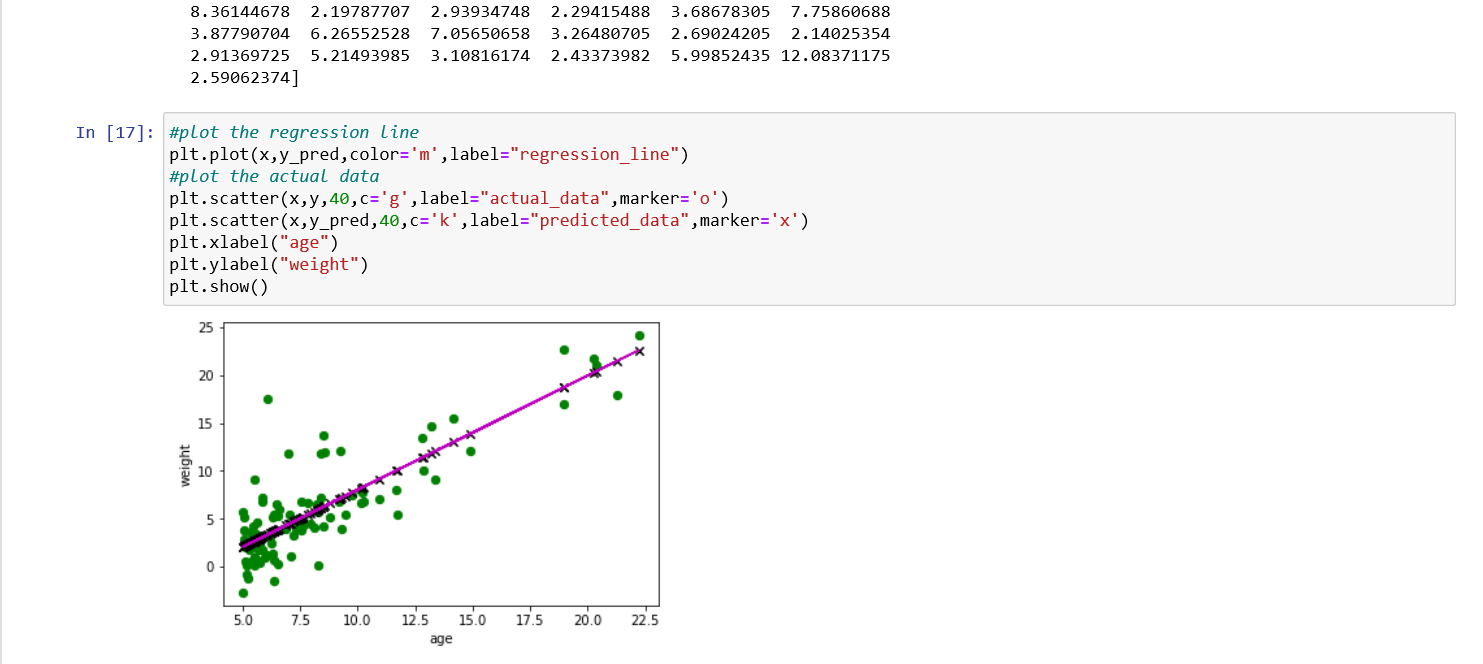 8.36144678 2.19787707 2.93934748 2.29415488 3.68678305 7.75860688
3.87790704 6.26552528 7.05650658 3.26480705 2.69024205 2.14025354
2.91369725 5.21493985 3.10816174 2.43373982 5.99852435 12.08371175
2.59062374]
In [17]: #plot the regression line
plt.plot(x,y_pred,color='m',label="regression_line")
#plot the actual data
plt.scatter(x,y,40,c='g',label="actual_data",marker='o')
plt.scatter(x,y_pred,40,c='k',label="predicted_data",marker='x')
plt.xlabel("age")
plt.ylabel("weight")
plt.show()
25
20
15
10
5
0
weight
5.0 7.5 10.0 12.5 15.0 17.5 20.0 22.5
age